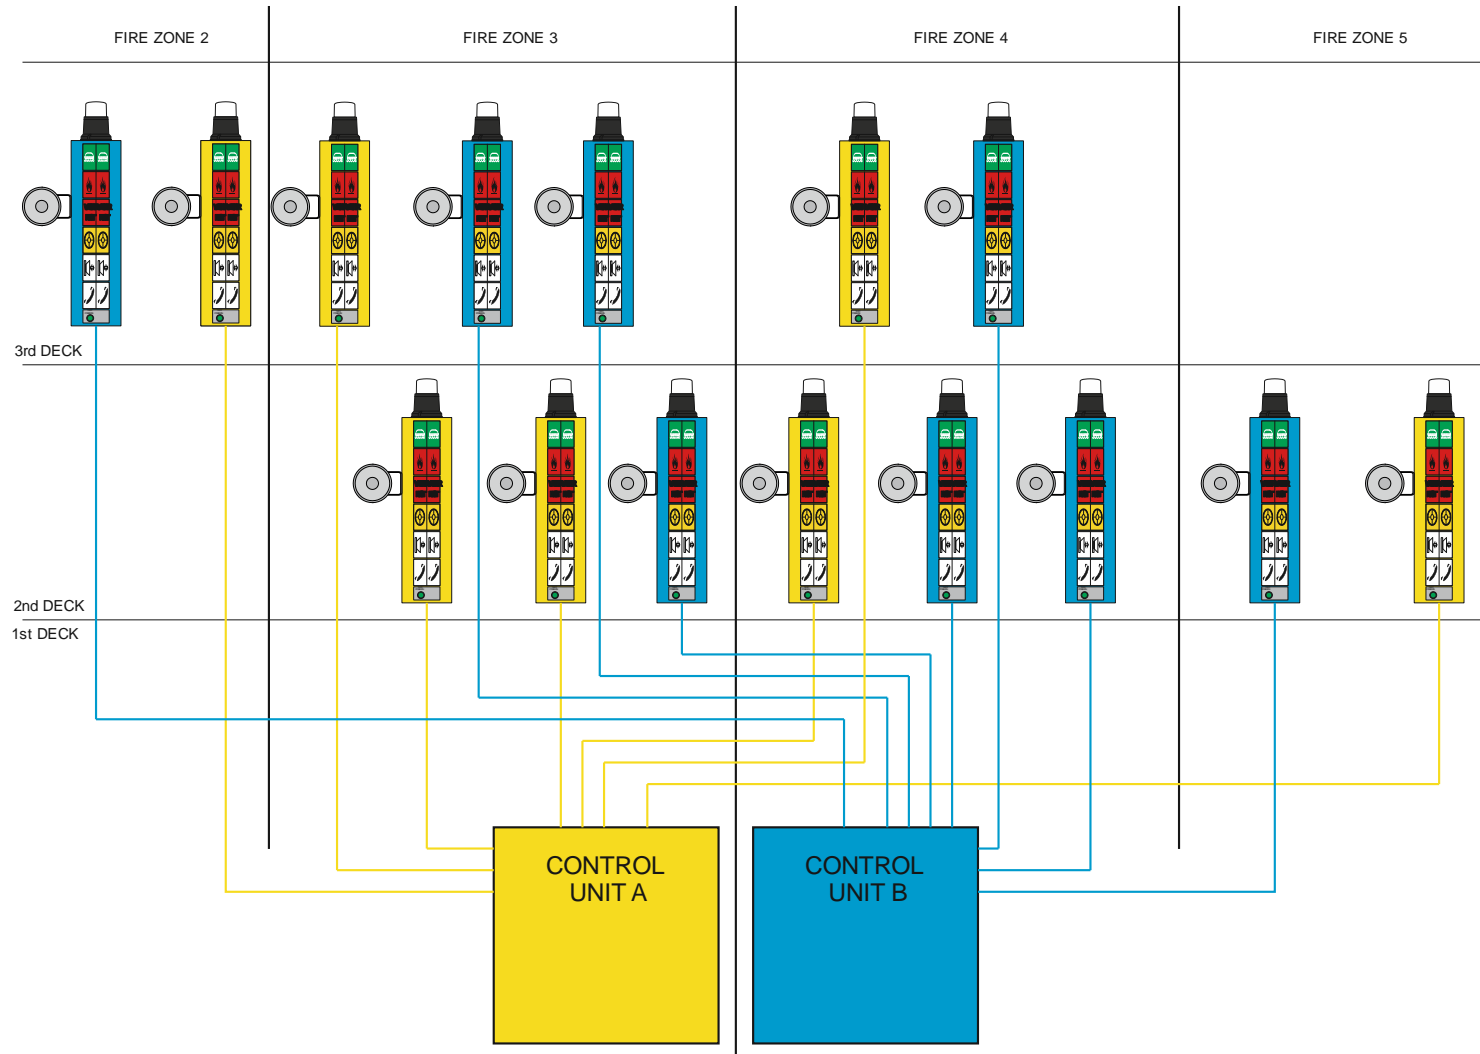 FIRE ZONE 2
FIRE ZONE 3
FIRE ZONE 4
FIRE ZONE 5
3rd DECK
2nd DECK
1st DECK
CONTROL
UNIT A
CONTROL
UNIT B